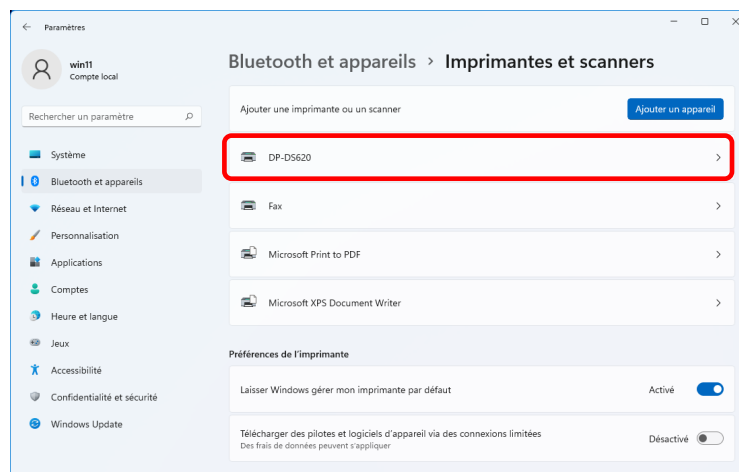 Paramètres
win11
Compte local
Rechercher un paramètre
Système
Bluetooth et appareils
Réseau et Internet
Personnalisation
Applications
Comptes
Heure et langue
Jeux
Accessibilité
Confidentialité et sécurité
Windows Update
Bluetooth et appareils > Imprimantes et scanners
Ajouter une imprimante ou un scanner
Ajouter un appareil
DP-DS620
Fax
Microsoft Print to PDF
Microsoft XPS Document Writer
Préférences de l'imprimante
Laisser Windows gérer mon imprimante par défaut
Activé
Télécharger des pilotes et logiciels d'appareil via des connexions limitées
Des frais de données peuvent s'appliquer
Désactivé